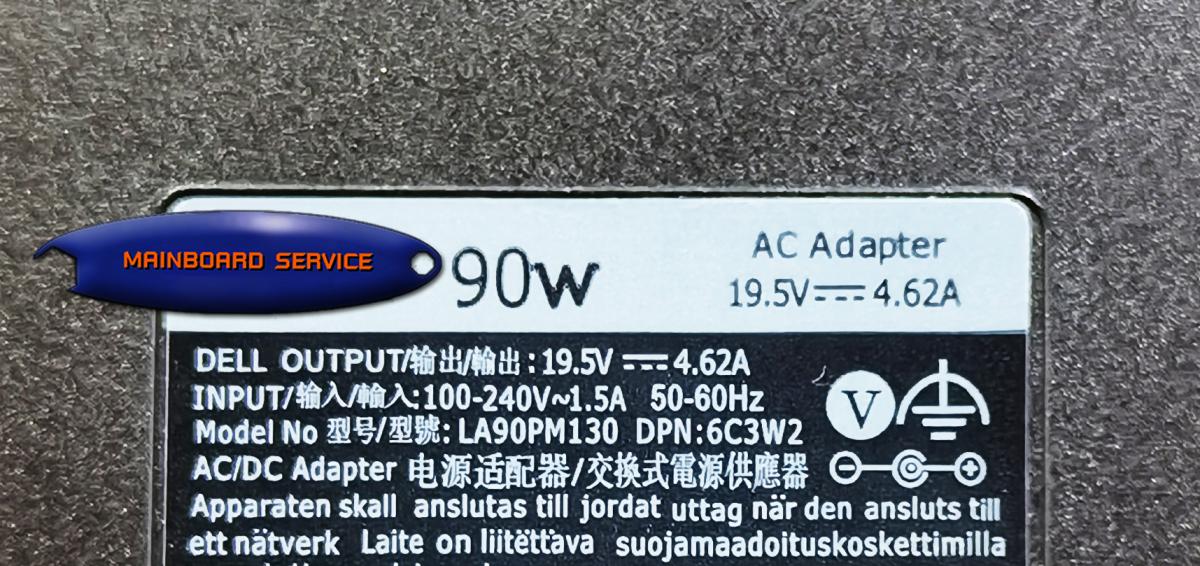 MAINBOARD SERVICE
90w
AC Adapter
19.5V⎓4.62A
DELL OUTPUT/输出/輸出:19.5V⎓4.62A
INPUT/输入/輸入:100-240V~1.5A 50-60Hz
Model No 型号/型號: LA90PM130 DPN:6C3W2
V
AC/DC Adapter 电源适配器/交換式電源供應器
Apparaten skall anslutas till jordat uttag när den ansluts till
ett nätverk Laite on liitettava suojamaadoituskoskettimilla